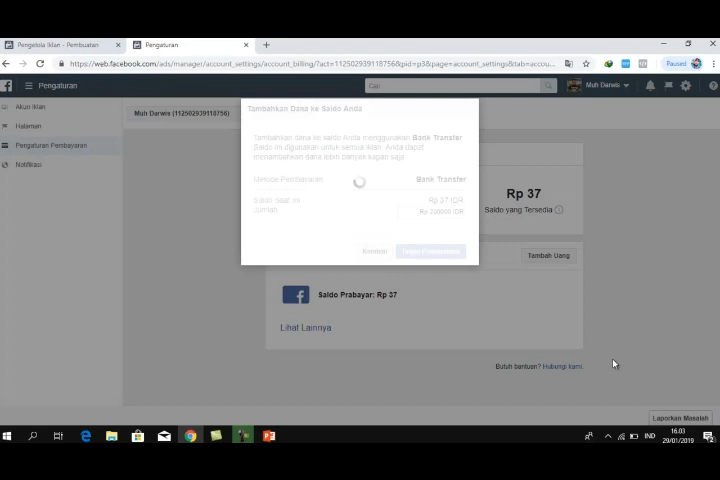 Pengelola Iklan - Pembuatan
Pengaturan
https://web.facebook.com/ads/manager/account_settings/account_billing/?act=112502939118756&pid=p3&page=account_settings&tab=accou...
Paused
Pengaturan
Cari
Muh Darwis
Akun Iklan
Halaman
Pengaturan Pembayaran
Notifikasi
Muh Darwis (112502939118756)
Tambahkan Dana ke Saldo Anda
Tambahkan dana ke saldo Anda menggunakan Bank Transfer
Saldo ini digunakan untuk semua iklan. Anda dapat
menambahkan dana lebih banyak kapan saja
Metode Pembayaran
Bank Transfer
Saldo Saat Ini
Rp 37 IDR
Jumlah
Rp 200000 IDR
Kembali
Rp 37
Saldo yang Tersedia
Tambah Uang
Saldo Prabayar: Rp 37
Lihat Lainnya
Butuh bantuan? Hubungi kami.
Laporkan Masalah
IND
16.03
29/01/2019